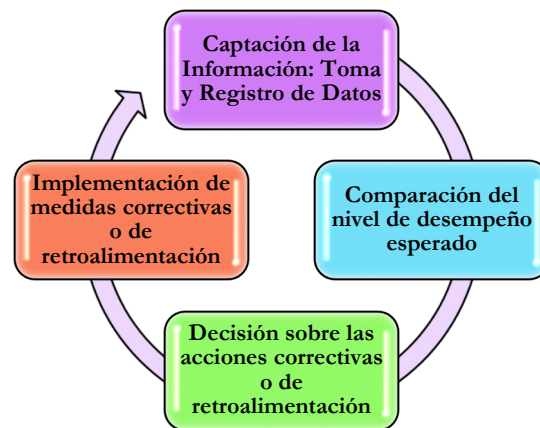 Captación de la
Información: Toma
y Registro de Datos
Comparación del
nivel de desempeño
esperado
Decisión sobre las
acciones correctivas
o de
retroalimentación
Implementación de
medidas correctivas
o de
retroalimentación